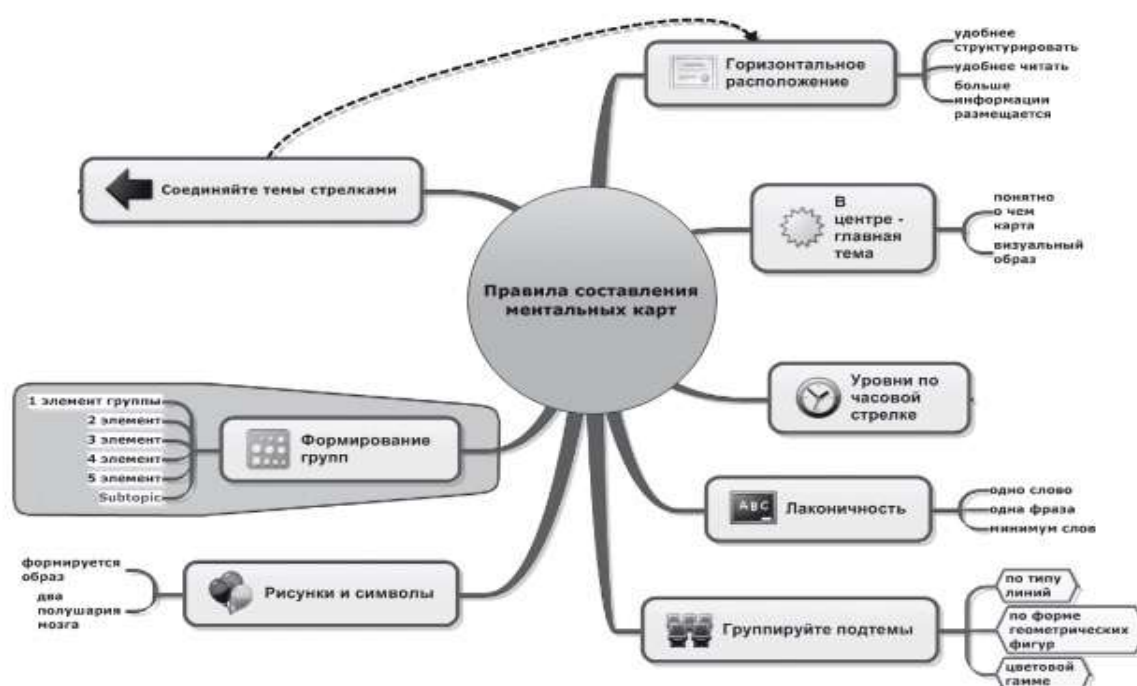 Правила составления
ментальных карт
Горизонтальное
расположение
удобнее
структурировать
удобнее читать
больше
информации
размещается
В
центре -
главная
тема
понятно
о чем
карта
визуальный
образ
Уровни по
часовой
стрелке
ABC
Лаконичность
одно слово
одна фраза
минимум слов
Группируйте подтемы
по типу
линий
по форме
геометрических
фигур
цветовой
гамме
Рисунки и символы
формируется
образ
два
полушария
мозга
Формирование
групп
1 элемент группы
2 элемент
3 элемент
4 элемент
5 элемент
Subtopic
Соединяйте темы стрелками